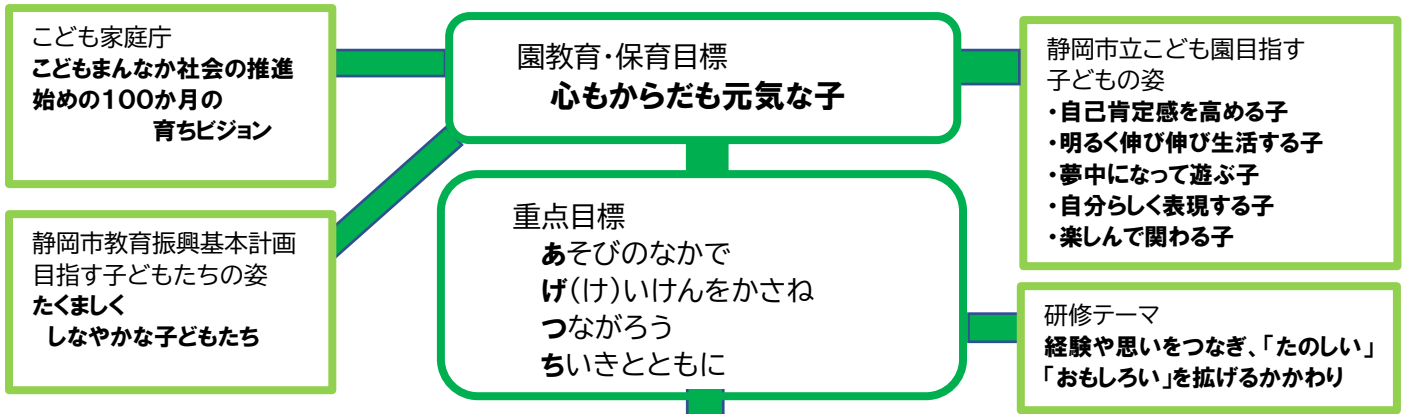 こども家庭庁
こどもまんなか社会の推進
始めの100か月の
育ちビジョン
静岡市教育振興基本計画
目指す子どもたちの姿
たくましく
しなやかな子どもたち
園教育・保育目標
心もからだも元気な子
重点目標
あそびのなかで
げ(け)いけんをかさね
つながろう
ちいきとともに
静岡市立こども園目指す
子どもの姿
・自己肯定感を高める子
・明るく伸び伸び生活する子
・夢中になって遊ぶ子
・自分らしく表現する子
・楽しんで関わる子
研修テーマ
経験や思いをつなぎ、「たのしい」
「おもしろい」を拡げるかかわり